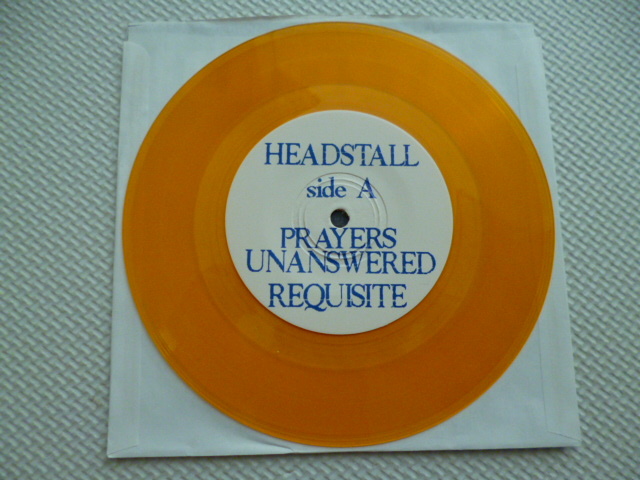 HEADSTALL
side A
PRAYERS
UNANSWERED
REQUISITE